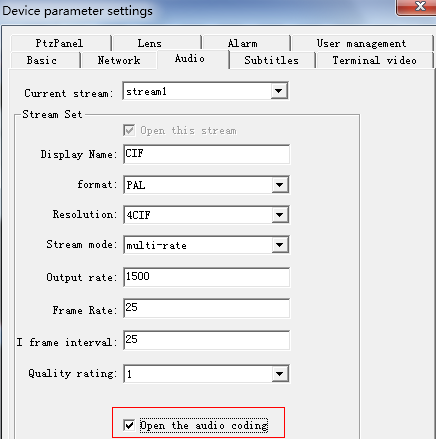 Device parameter settings
PtzPanel Lens Alarm User management
Basic Network Audio Subtitles Terminal video
Current stream: stream1
Stream Set
Open this stream
Display Name: CIF
format: PAL
Resolution: 4CIF
Stream mode: multi-rate
Output rate: 1500
Frame Rate: 25
I frame interval: 25
Quality rating: 1
Open the audio coding